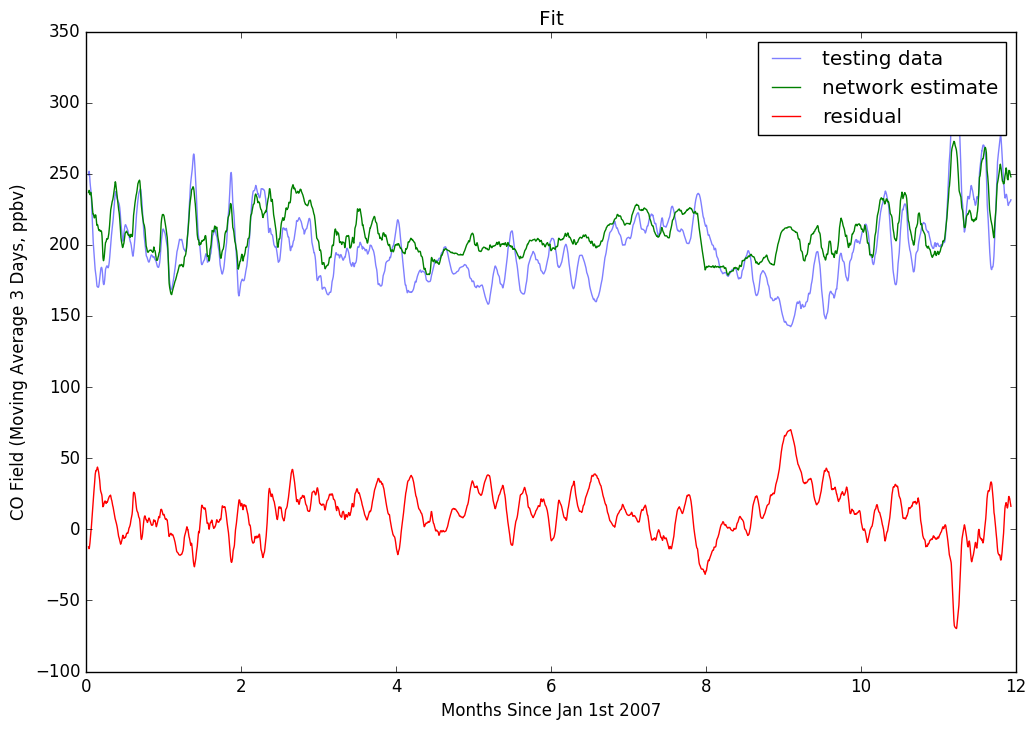 Fit
350
300
250
200
150
100
50
0
−50
−100
CO Field (Moving Average 3 Days, ppbv)
testing data
network estimate
residual
0 2 4 6 8 10 12
Months Since Jan 1st 2007